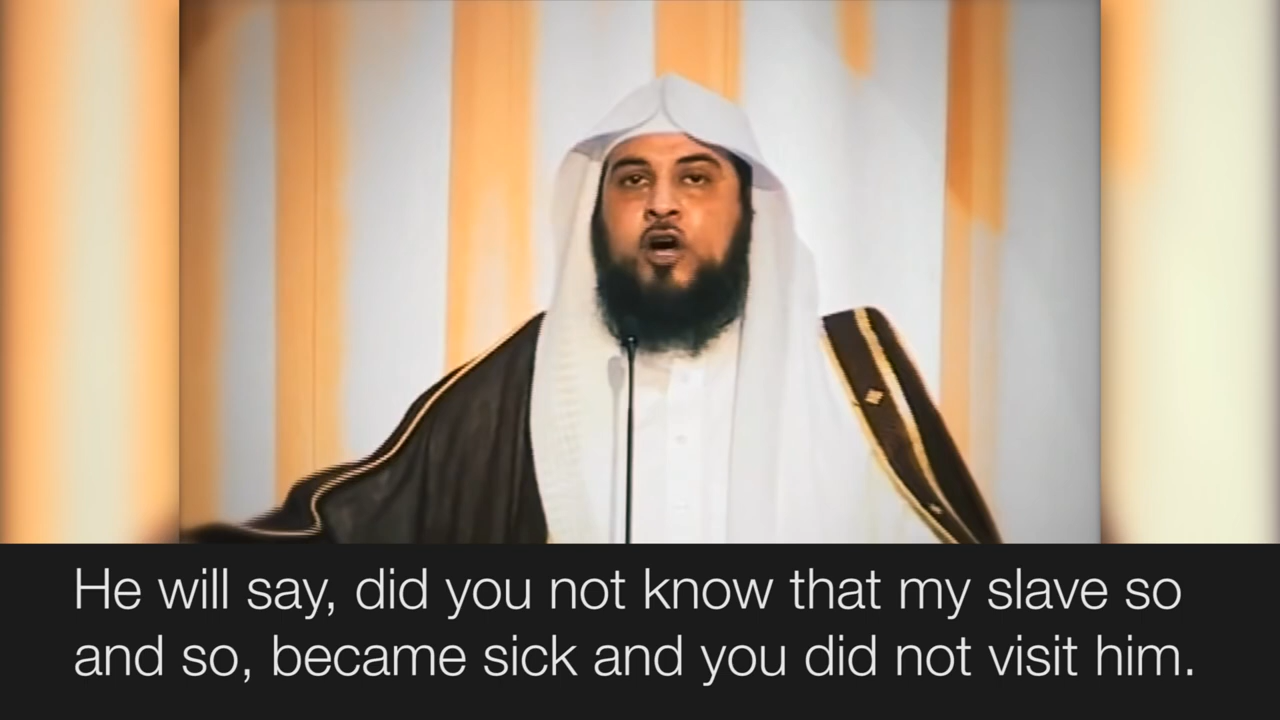 He will say, did you not know that my slave so
and so, became sick and you did not visit him.